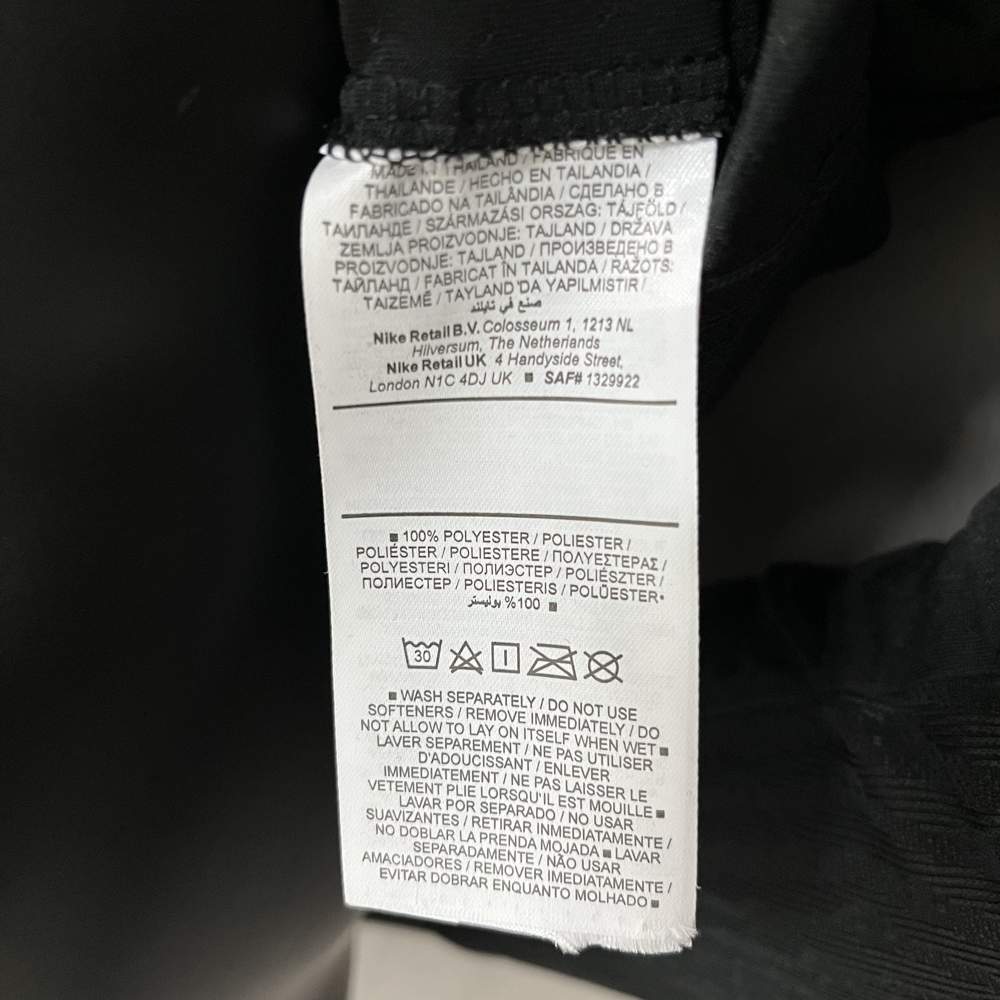 MADE IN THAILAND / FABRIQUÉ EN
THAILANDE / HECHO EN TAILANDIA /
FABRICADO NA TAILÂNDIA / СДЕЛАНО В
ТАИЛАНДЕ / SZÁRMAZÁSI ORSZÁG: TÁJFÖLD /
ZEMLJA PROIZVODNJE: TAJLAND / DRŽAVA
PROIZVODNJE: TAJLAND / ПРОИЗВЕДЕНО В
ТАЙЛАНД / FABRICAT ÎN TAILANDA / RAŽOTS:
TAIZEMĒ / TAYLAND'DA YAPILMISTIR /
صنع في تايلند
Nike Retail B.V. Colosseum 1, 1213 NL
Hilversum, The Netherlands
Nike Retail UK 4 Handyside Street,
London N1C 4DJ UK ■ SAF# 1329922
■ 100% POLYESTER / POLIESTER /
POLIÉSTER / POLIESTERE / ΠΟΛΥΕΣΤΕΡΑΣ /
POLYESTERI / ПОЛИЭСТЕР / POLIÉSZTER /
ПОЛИЕСТЕР / POLIESTERIS / POLÜESTER•
100% بوليستر ■
30
■ WASH SEPARATELY / DO NOT USE
SOFTENERS / REMOVE IMMEDIATELY / DO
NOT ALLOW TO LAY ON ITSELF WHEN WET ■
LAVER SEPAREMENT / NE PAS UTILISER
D'ADOUCISSANT / ENLEVER
IMMEDIATEMENT / NE PAS LAISSER LE
VETEMENT PLIE LORSQU'IL EST MOUILLE ■
LAVAR POR SEPARADO / NO USAR
SUAVIZANTES / RETIRAR INMEDIATAMENTE /
NO DOBLAR LA PRENDA MOJADA ■ LAVAR
SEPARADAMENTE / NÃO USAR
AMACIADORES / REMOVER IMEDIATAMENTE /
EVITAR DOBRAR ENQUANTO MOLHADO ■